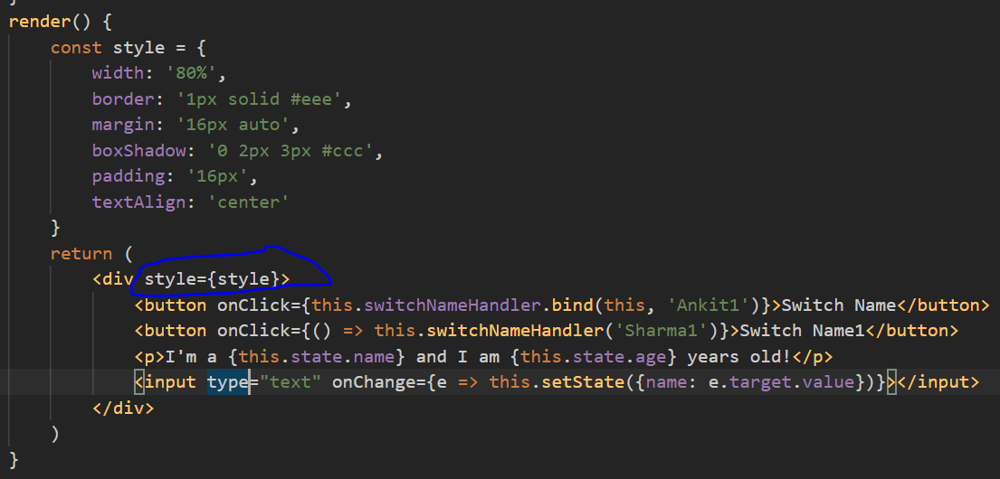 }
render() {
    const style = {
        width: '80%',
        border: '1px solid #eee',
        margin: '16px auto',
        boxShadow: '0 2px 3px #ccc',
        padding: '16px',
        textAlign: 'center'
    }
    return (
        <div style={style}>
            <button onClick={this.switchNameHandler.bind(this, 'Ankit1')}>Switch Name</button>
            <button onClick={() => this.switchNameHandler('Sharma1')}>Switch Name1</button>
            <p>I'm a {this.state.name} and I am {this.state.age} years old!</p>
            <input type="text" onChange={e => this.setState({name: e.target.value})}></input>
        </div>
    )
}